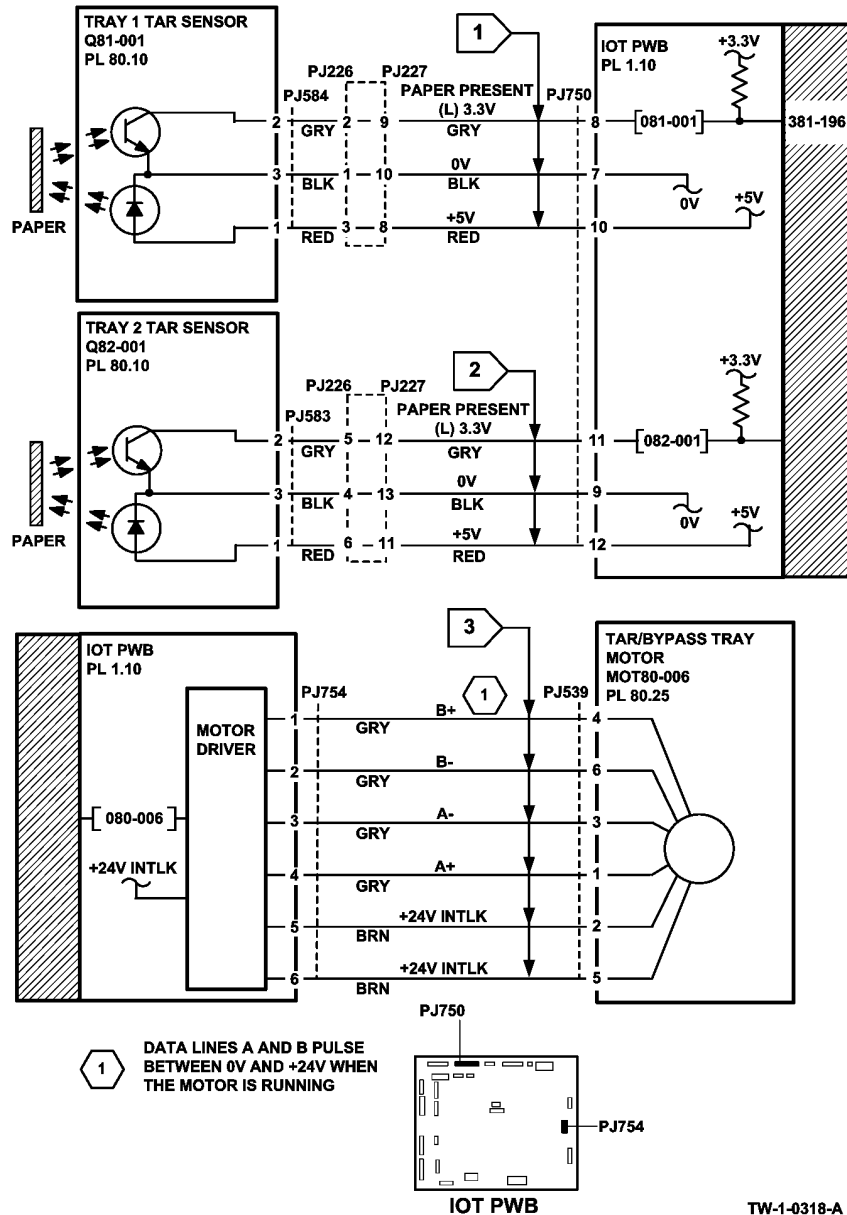 TRAY 1 TAR SENSOR
Q81-001
PL 80.10
PAPER
PJ584
PJ226
PJ227
1
PAPER PRESENT
(L) 3.3V
PJ750
IOT PWB
PL 1.10
+3.3V
2
GRY
2
9
GRY
8
[081-001]
381-196
3
BLK
1
10
0V
BLK
7
0V
1
RED
3
8
+5V
RED
10
+5V
TRAY 2 TAR SENSOR
Q82-001
PL 80.10
PAPER
PJ583
PJ226
PJ227
2
PAPER PRESENT
(L) 3.3V
+3.3V
2
GRY
5
12
GRY
11
[082-001]
3
BLK
4
13
0V
BLK
9
0V
1
RED
6
11
+5V
RED
12
+5V
IOT PWB
PL 1.10
MOTOR
DRIVER
[080-006]
+24V INTLK
PJ754
3
1
PJ539
TAR/BYPASS TRAY
MOTOR
MOT80-006
PL 80.25
1
GRY
B+
4
2
GRY
B-
6
3
GRY
A-
3
4
GRY
A+
1
5
BRN
+24V INTLK
2
6
BRN
+24V INTLK
5
1
DATA LINES A AND B PULSE
BETWEEN 0V AND +24V WHEN
THE MOTOR IS RUNNING
PJ750
PJ754
IOT PWB
TW-1-0318-A